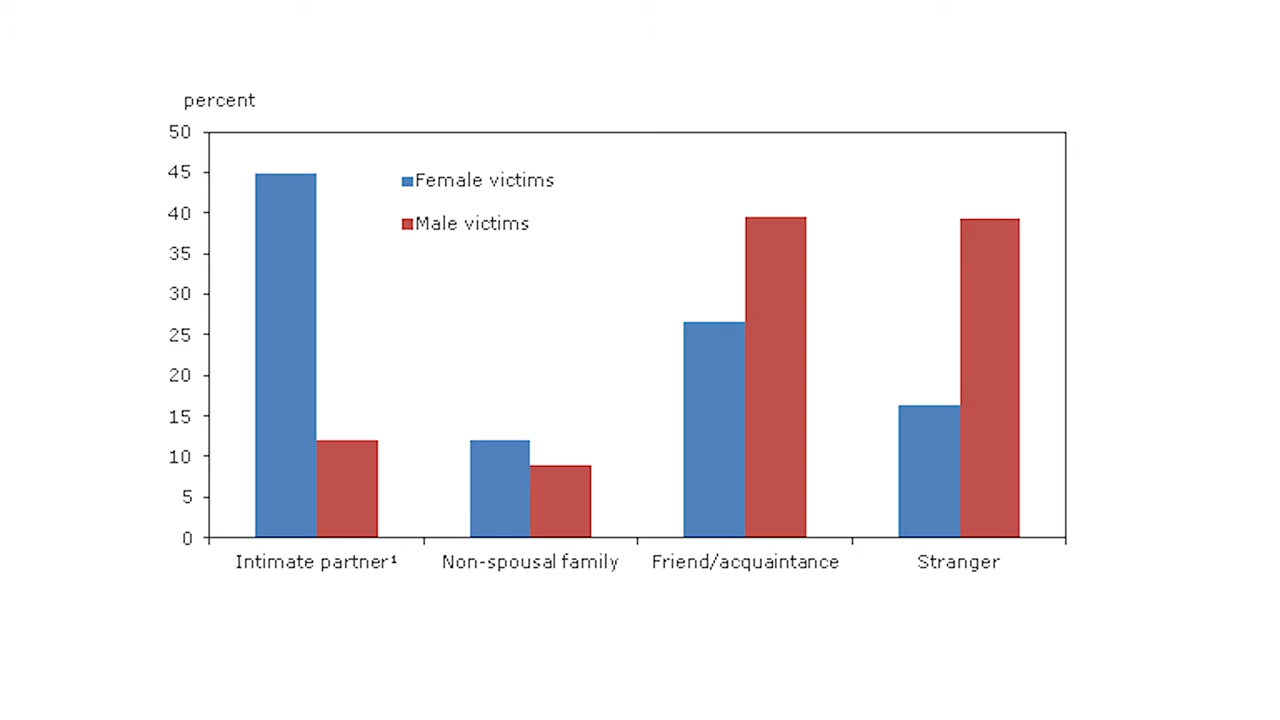 percent
50
45
40
35
30
25
20
15
10
5
0
Female victims
Male victims
Intimate partner¹
Non-spousal family
Friend/acquaintance
Stranger